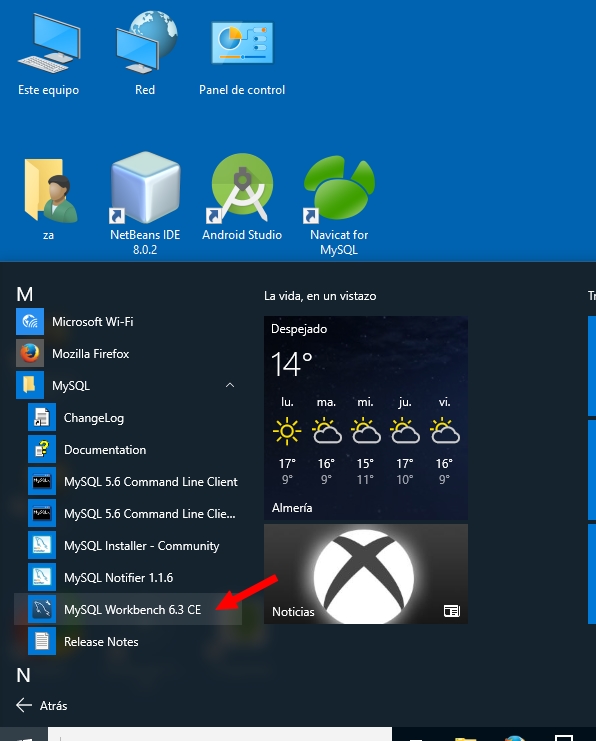 Este equipo
Red
Panel de control
za
NetBeans IDE
8.0.2
Android Studio
Navicat for
MySQL
M
Microsoft Wi-Fi
Mozilla Firefox
MySQL
ChangeLog
Documentation
MySQL 5.6 Command Line Client
MySQL 5.6 Command Line Clie...
MySQL Installer - Community
MySQL Notifier 1.1.6
MySQL Workbench 6.3 CE
Release Notes
N
Atrás
La vida, en un vistazo
Despejado
14°
lu. ma. mi. ju. vi.
17° 16° 15° 17° 16°
9° 9° 11° 10° 9°
Almería
Noticias